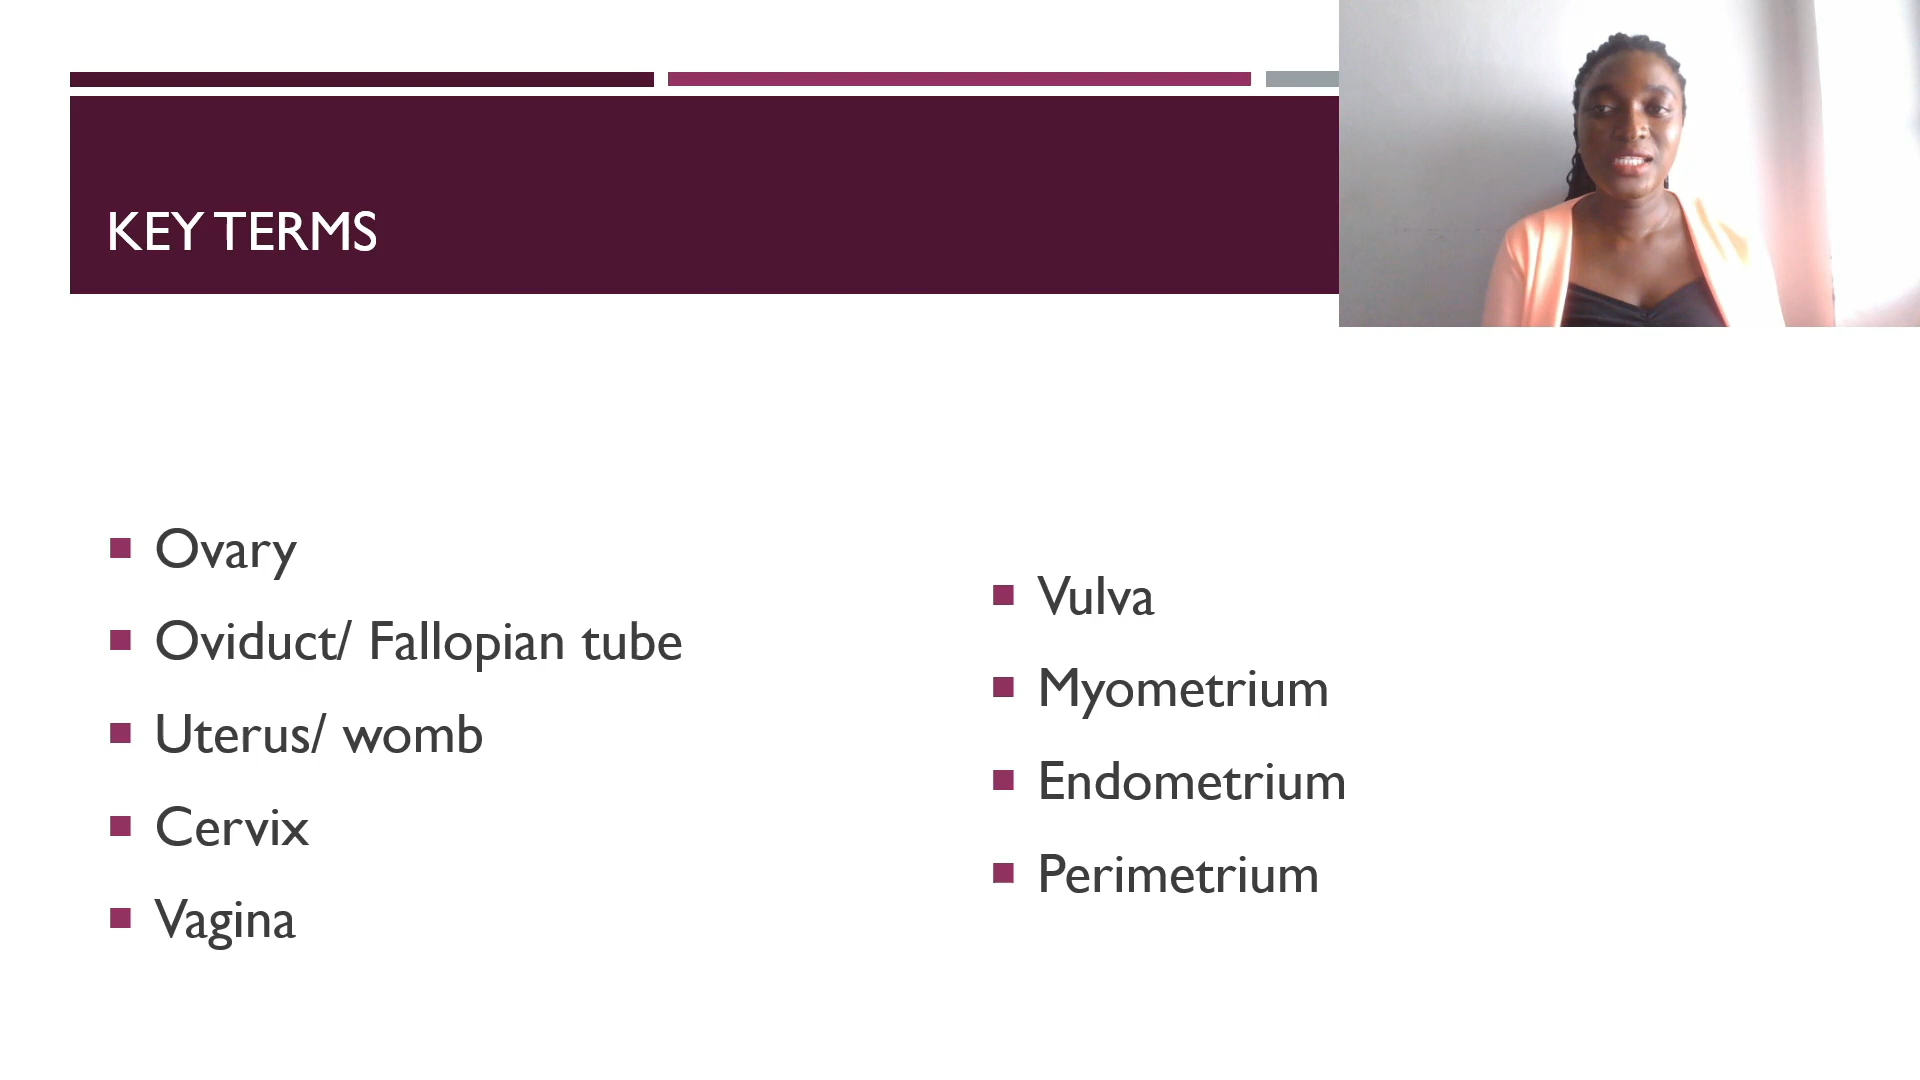 KEY TERMS
Ovary
Oviduct/ Fallopian tube
Uterus/ womb
Cervix
Vagina
Vulva
Myometrium
Endometrium
Perimetrium